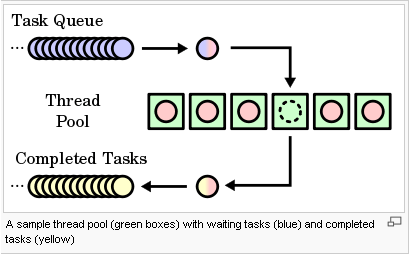 Task Queue
...
Thread
Pool
Completed Tasks
...
A sample thread pool (green boxes) with waiting tasks (blue) and completed
tasks (yellow)